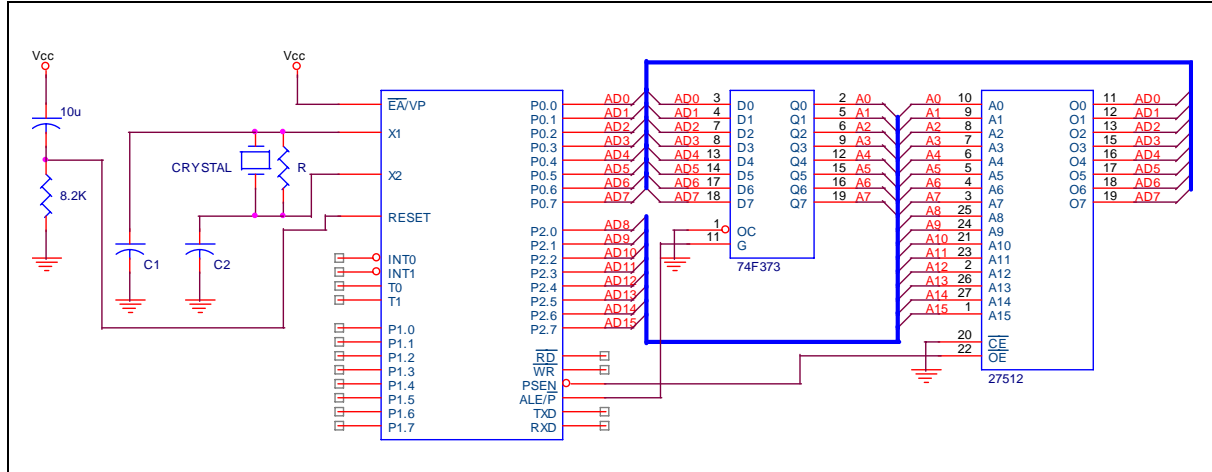 Vcc
10u
8.2K
C1
C2
CRYSTAL
R
Vcc
EA/VP
X1
X2
RESET
INT0
INT1
T0
T1
P1.0
P1.1
P1.2
P1.3
P1.4
P1.5
P1.6
P1.7
P0.0
P0.1
P0.2
P0.3
P0.4
P0.5
P0.6
P0.7
P2.0
P2.1
P2.2
P2.3
P2.4
P2.5
P2.6
P2.7
RD
WR
PSEN
ALE/P
TXD
RXD
AD0
AD1
AD2
AD3
AD4
AD5
AD6
AD7
AD8
AD9
AD10
AD11
AD12
AD13
AD14
AD15
AD0 3 D0 Q0 2 A0
AD1 4 D1 Q1 5 A1
AD2 7 D2 Q2 6 A2
AD3 8 D3 Q3 9 A3
AD4 13 D4 Q4 12 A4
AD5 14 D5 Q5 15 A5
AD6 17 D6 Q6 16 A6
AD7 18 D7 Q7 19 A7
1 OC
11 G
74F373
A0 10 A0 O0 11 AD0
A1 9 A1 O1 12 AD1
A2 8 A2 O2 13 AD2
A3 7 A3 O3 15 AD3
A4 6 A4 O4 16 AD4
A5 5 A5 O5 17 AD5
A6 4 A6 O6 18 AD6
A7 3 A7 O7 19 AD7
A8 25 A8
A9 24 A9
A10 21 A10
A11 23 A11
A12 2 A12
A13 26 A13
A14 27 A14
A15 1 A15
20 CE
22 OE
27512